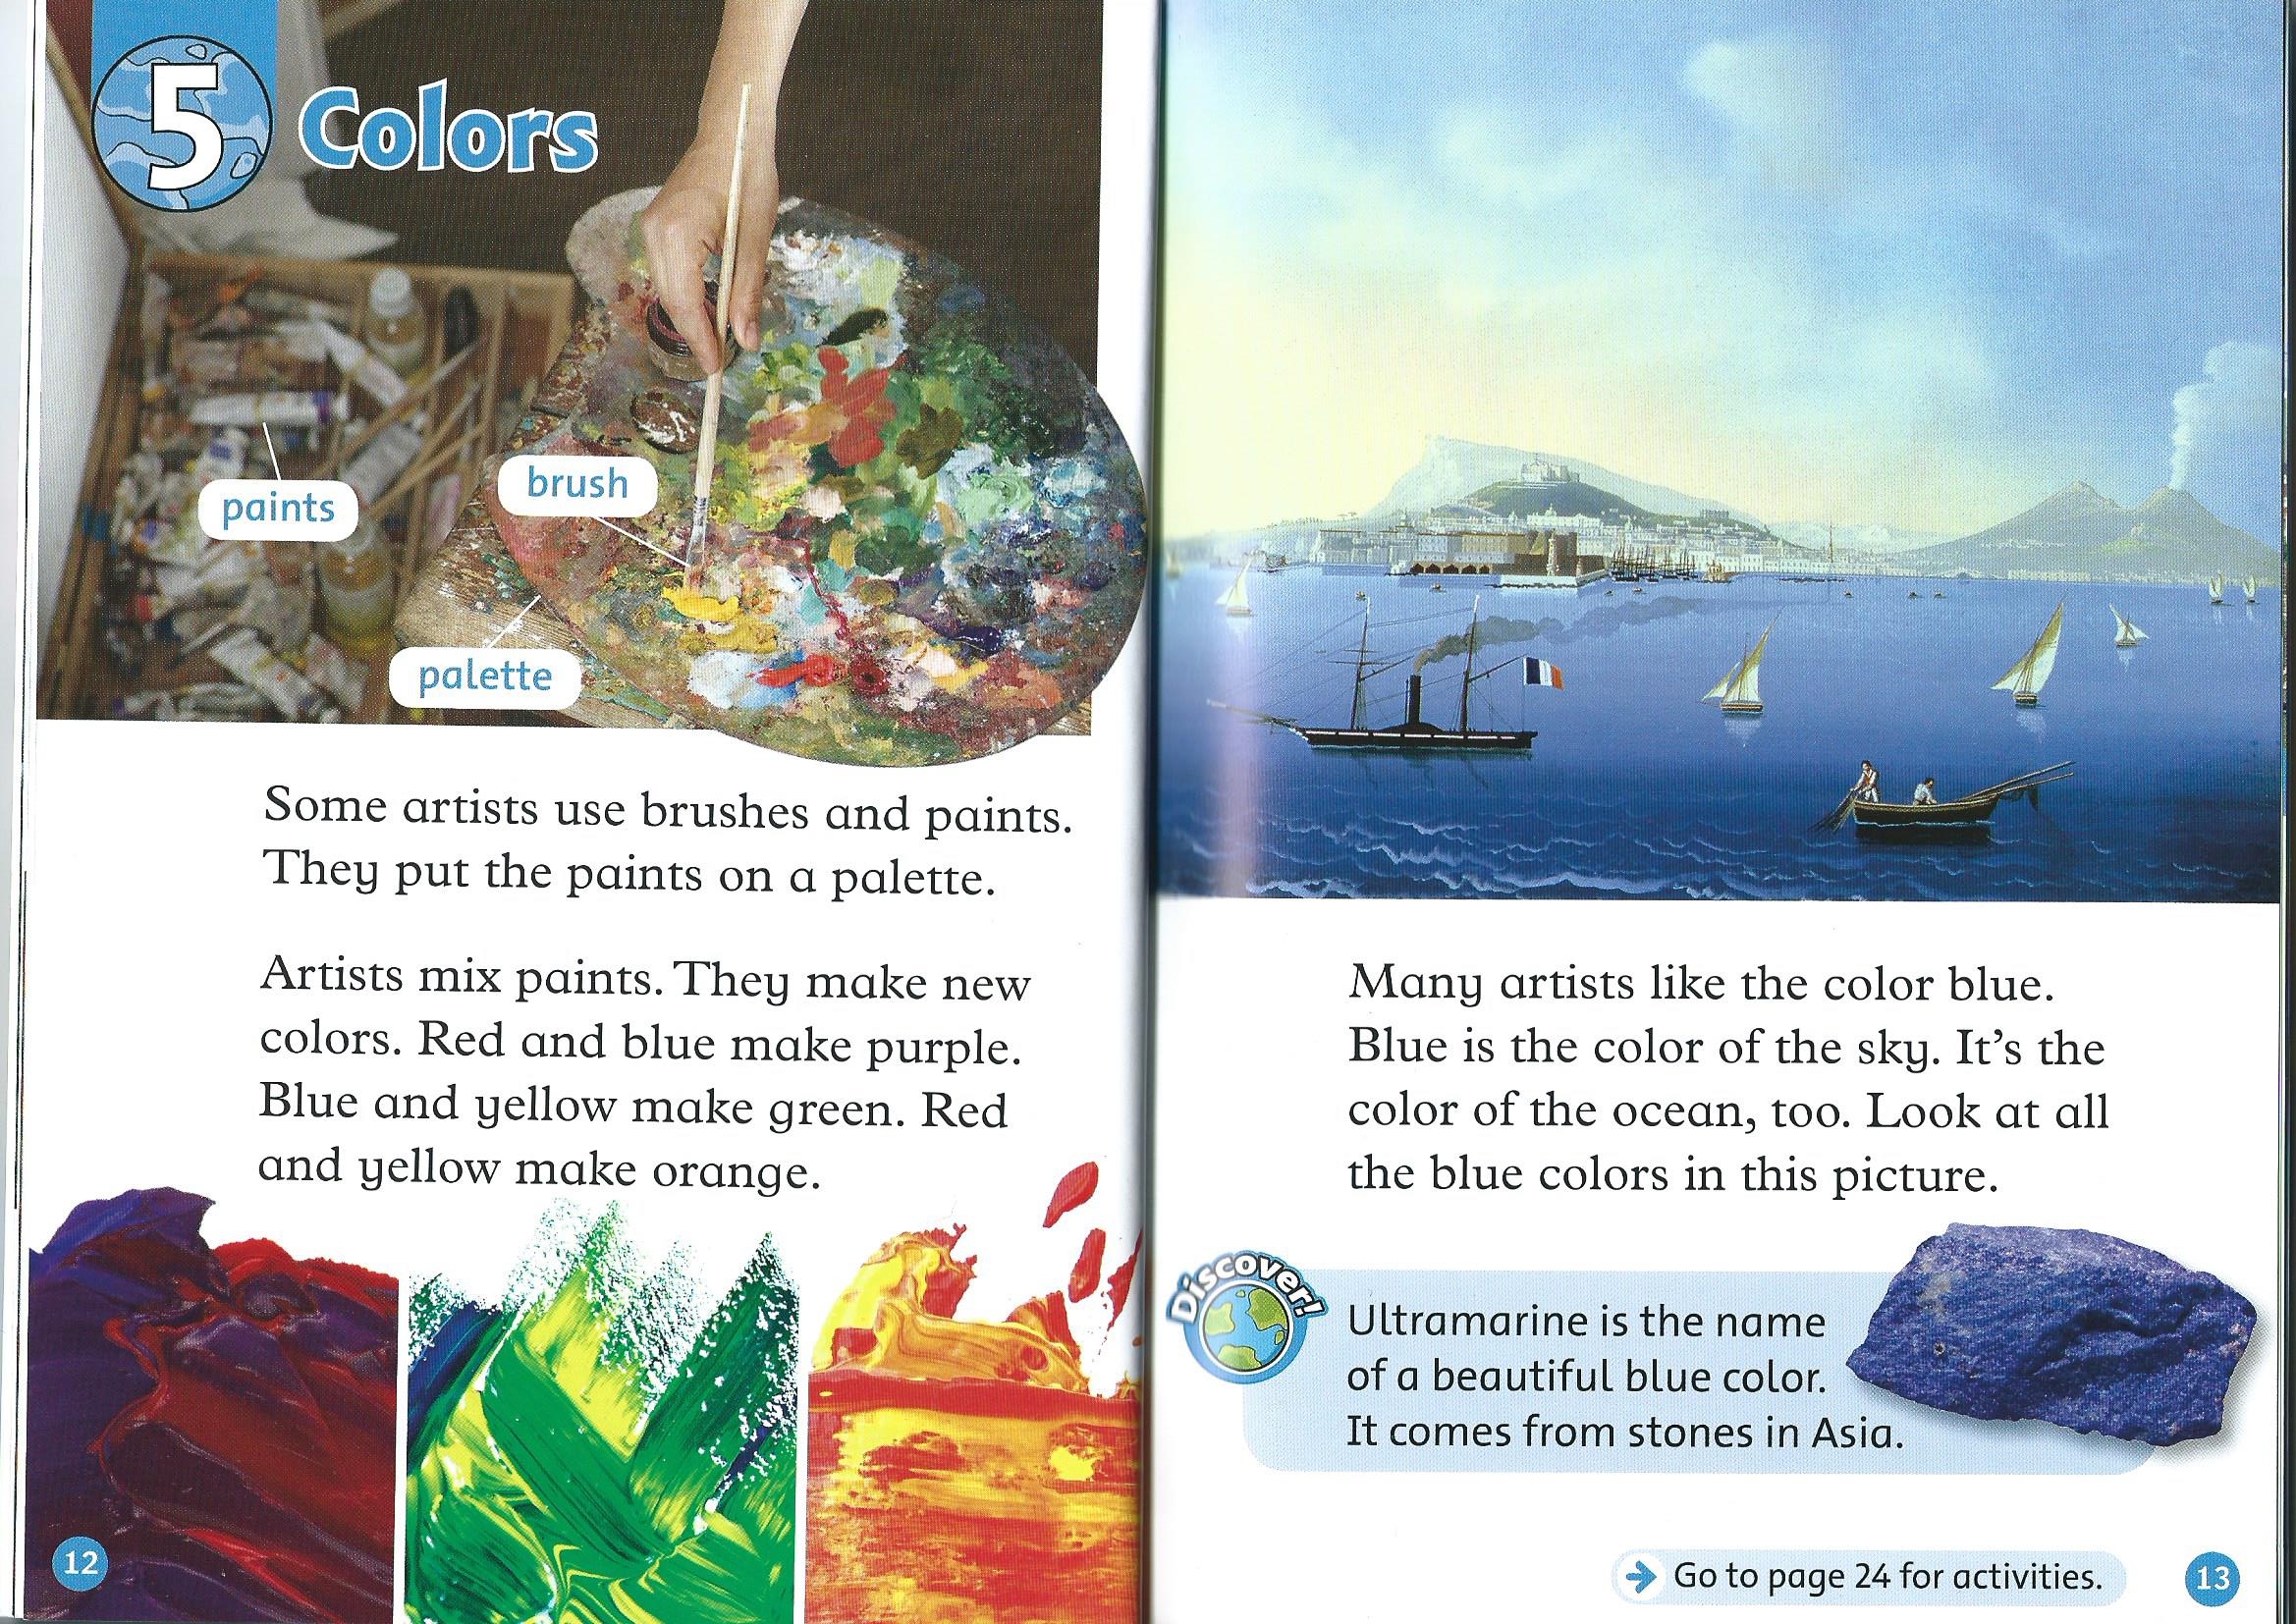 5
Colors
paints
brush
palette
Some artists use brushes and paints.
They put the paints on a palette.
Artists mix paints. They make new
colors. Red and blue make purple.
Blue and yellow make green. Red
and yellow make orange.
12
Many artists like the color blue.
Blue is the color of the sky. It's the
color of the ocean, too. Look at all
the blue colors in this picture.
Discover!
Ultramarine is the name
of a beautiful blue color.
It comes from stones in Asia.
Go to page 24 for activities.
13